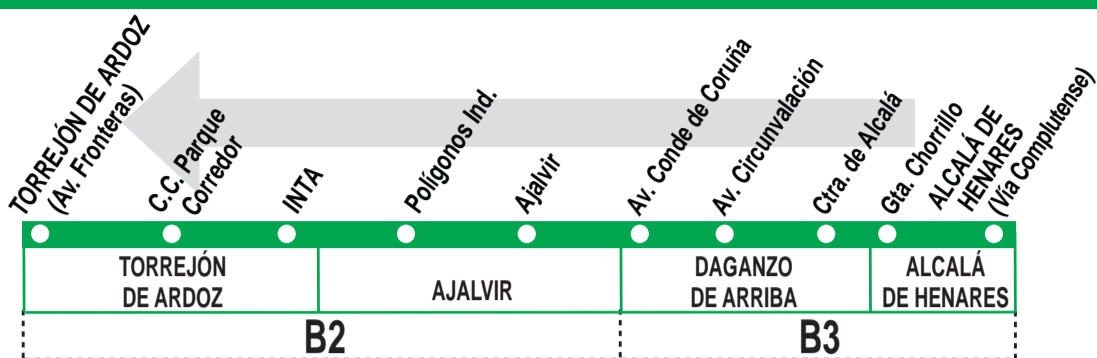 TORREJÓN DE ARDOZ
(Av. Fronteras)
C.C. Parque
Corredor
INTA
Polígonos Ind.
Ajalvir
Av. Conde de Coruña
Av. Circunvalación
Ctra. de Alcalá
Gta. Chorrillo
ALCALÁ DE
HENARES
(Vía Complutense)
TORREJÓN
DE ARDOZ
AJALVIR
DAGANZO
DE ARRIBA
ALCALÁ
DE HENARES
B2
B3